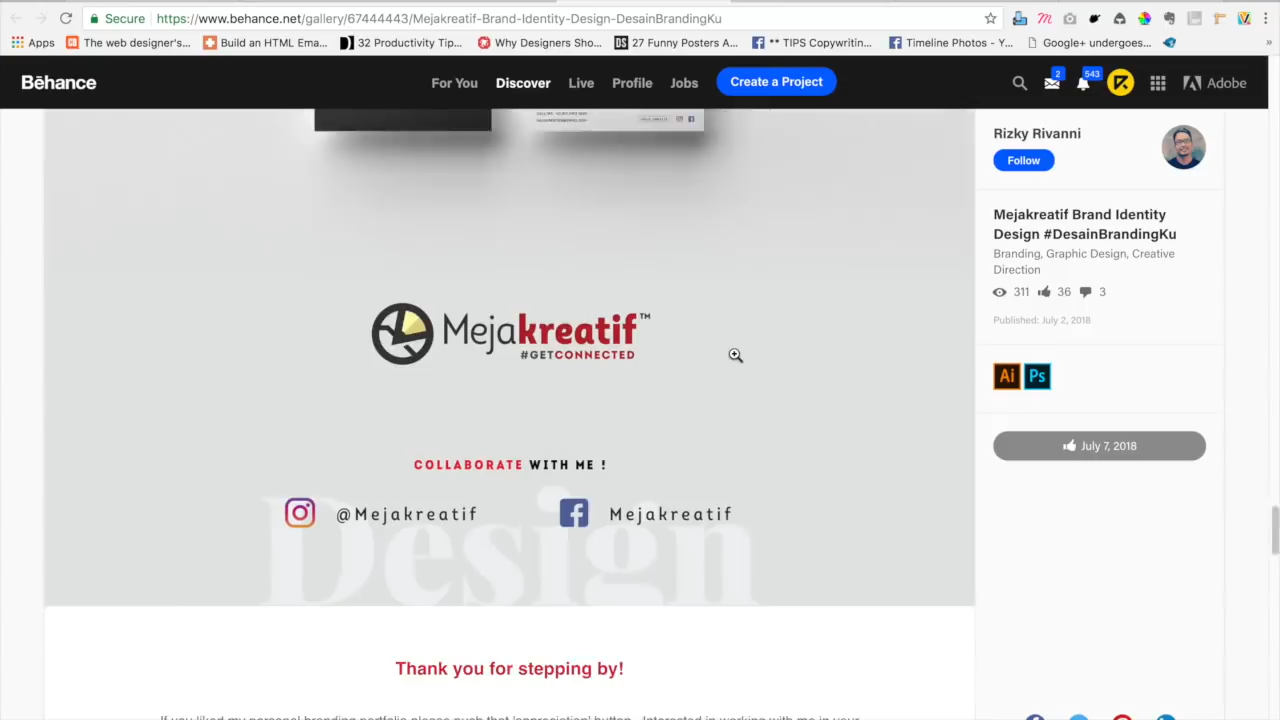 Secure
https://www.behance.net/gallery/67444443/Mejakreatif-Brand-Identity-Design-DesainBrandingKu
Apps
The web designer's...
Build an HTML Ema...
32 Productivity Tip...
Why Designers Sho...
27 Funny Posters A...
** TIPS Copywritin...
Timeline Photos - Y...
Google+ undergoes...
»
Bēhance
For You
Discover
Live
Profile
Jobs
Create a Project
2
543
Adobe
Rizky Rivanni
Follow
Mejakreatif Brand Identity
Design #DesainBrandingKu
Branding, Graphic Design, Creative
Direction
311
36
3
Published: July 2, 2018
Ai
Ps
July 7, 2018
Mejakreatif™
#GETCONNECTED
COLLABORATE WITH ME !
@Mejakreatif
Mejakreatif
Design
Thank you for stepping by!